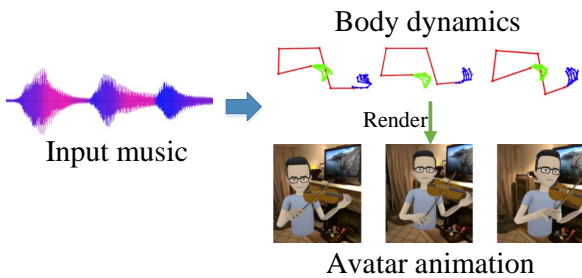 Body dynamics
Input music
Render
Avatar animation